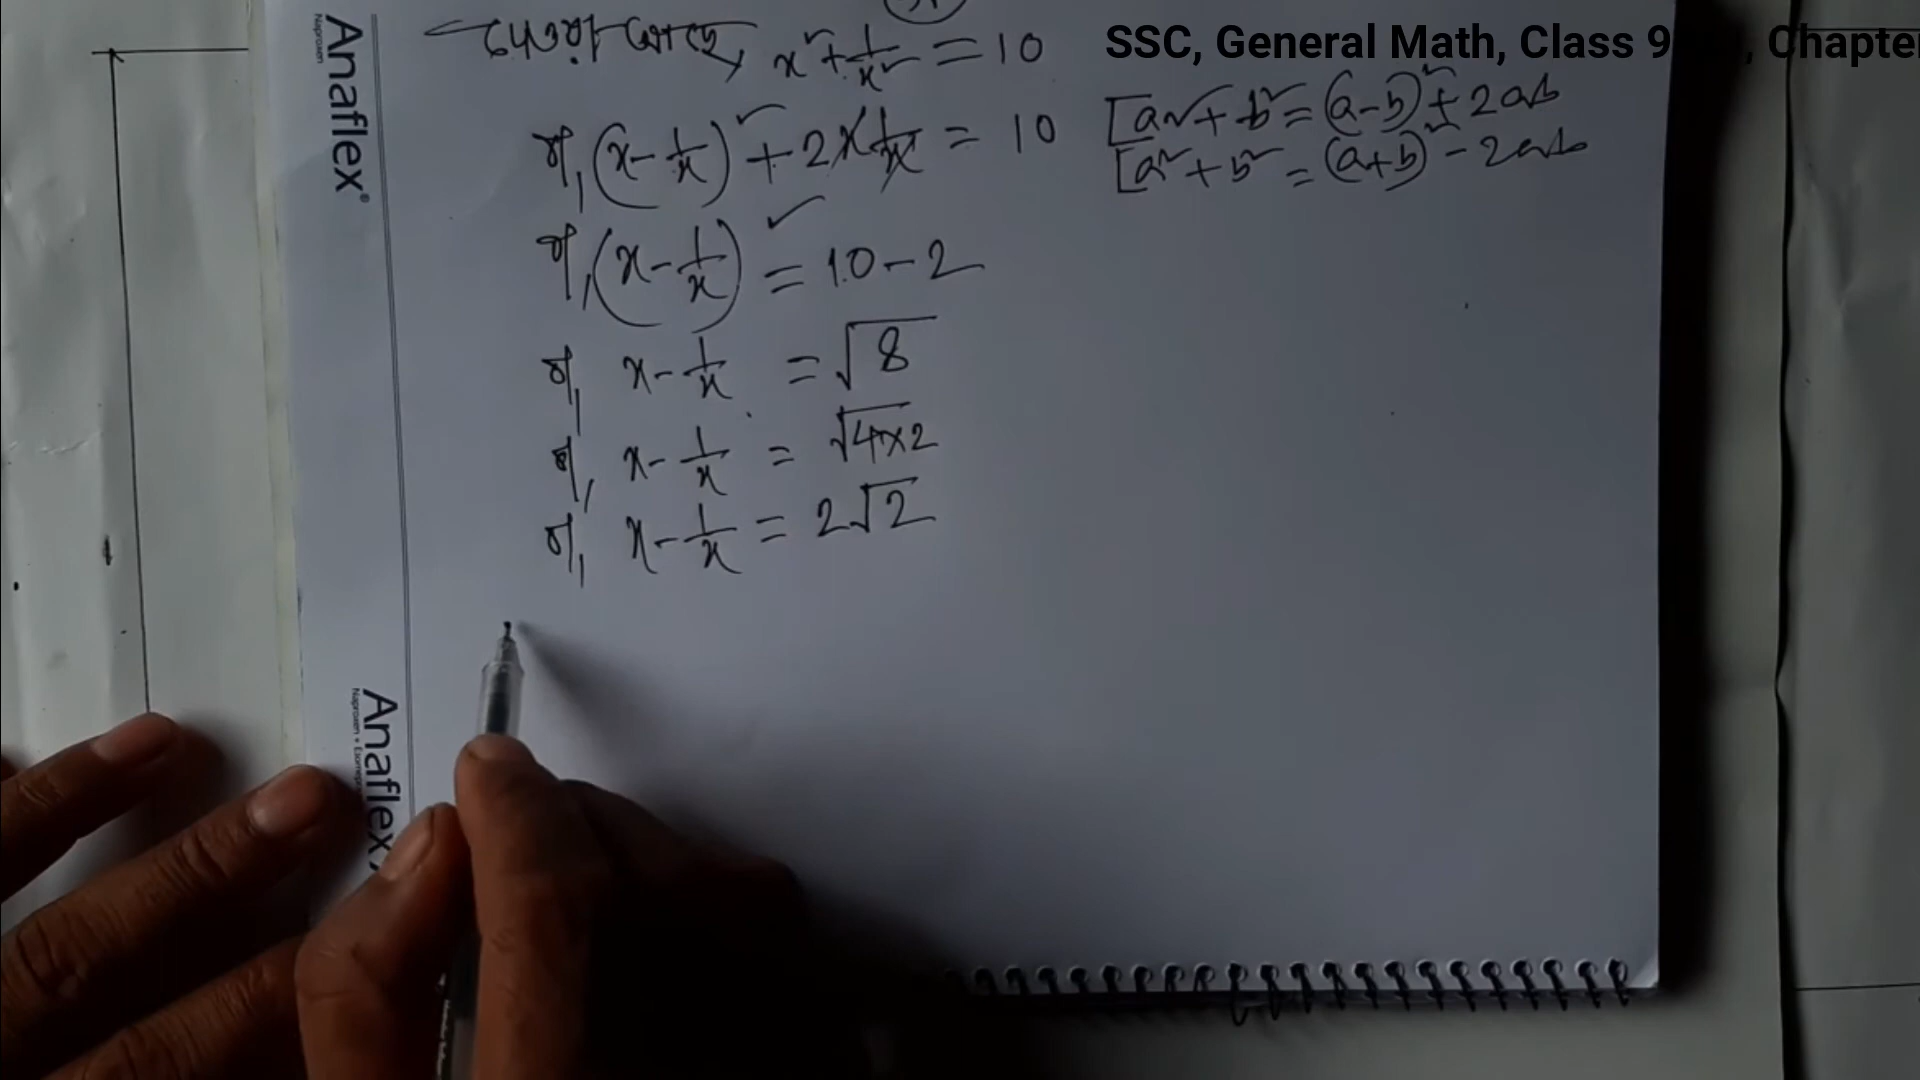 SSC, General Math, Class 9 , Chapter
দেওয়া আছে, x² + 1/x² = 10
বা, (x - 1/x)² + 2 × x × 1/x = 10
[a² + b² = (a-b)² + 2ab
[a² + b² = (a+b)² - 2ab
বা, (x - 1/x)² = 10 - 2
বা, x - 1/x = √8
বা, x - 1/x = √4×2
বা, x - 1/x = 2√2
Anaflex®
Naproxen
Anaflex